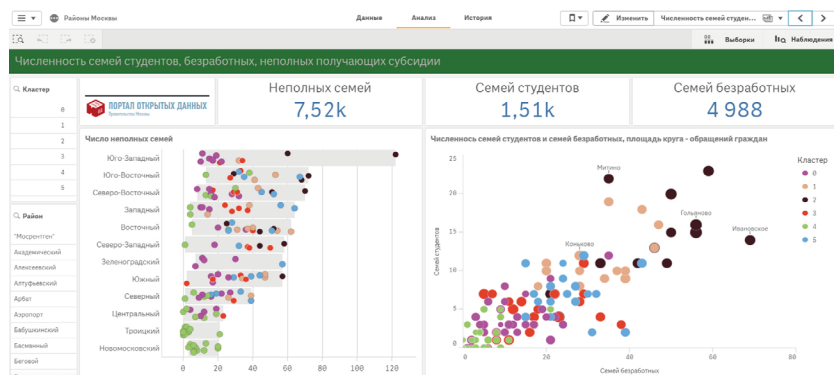 Районы Москвы
Данные
Анализ
История
Изменить
Численность семей студен...
Выборки
Наблюдения
Численность семей студентов, безработных, неполных получающих субсидии
Кластер
0
1
2
3
4
5
Район
"Мосрентген"
Академический
Алексеевский
Алтуфьевский
Арбат
Аэропорт
Бабушкинский
Басманный
Беговой
ПОРТАЛ ОТКРЫТЫХ ДАННЫХ
Правительства Москвы
Неполных семей
7,52k
Семей студентов
1,51k
Семей безработных
4 988
Число неполных семей
Юго-Западный
Юго-Восточный
Северо-Восточный
Западный
Восточный
Северо-Западный
Зеленоградский
Южный
Северный
Центральный
Троицкий
Новомосковский
0 20 40 60 80 100 120
Численнось семей студентов и семей безработных, площадь круга - обращений граждан
Семей студентов
25
20
15
10
5
0
Митино
Гольяново
Ивановское
Коньково
0 20 40 60 80
Семей безработных
Кластер
0
1
2
3
4
5